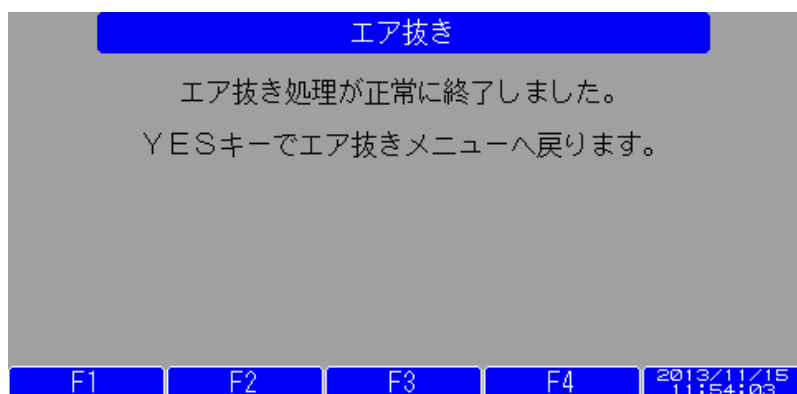 エア抜き
エア抜き処理が正常に終了しました。
ＹＥＳキーでエア抜きメニューへ戻ります。
F1 F2 F3 F4 2013/11/15
11:54:03